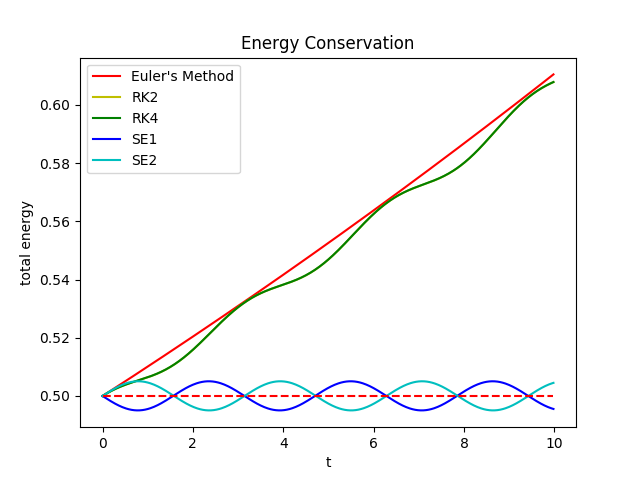 Energy Conservation
Euler's Method
RK2
RK4
SE1
SE2
total energy
0.60
0.58
0.56
0.54
0.52
0.50
0
2
4
6
8
10
t